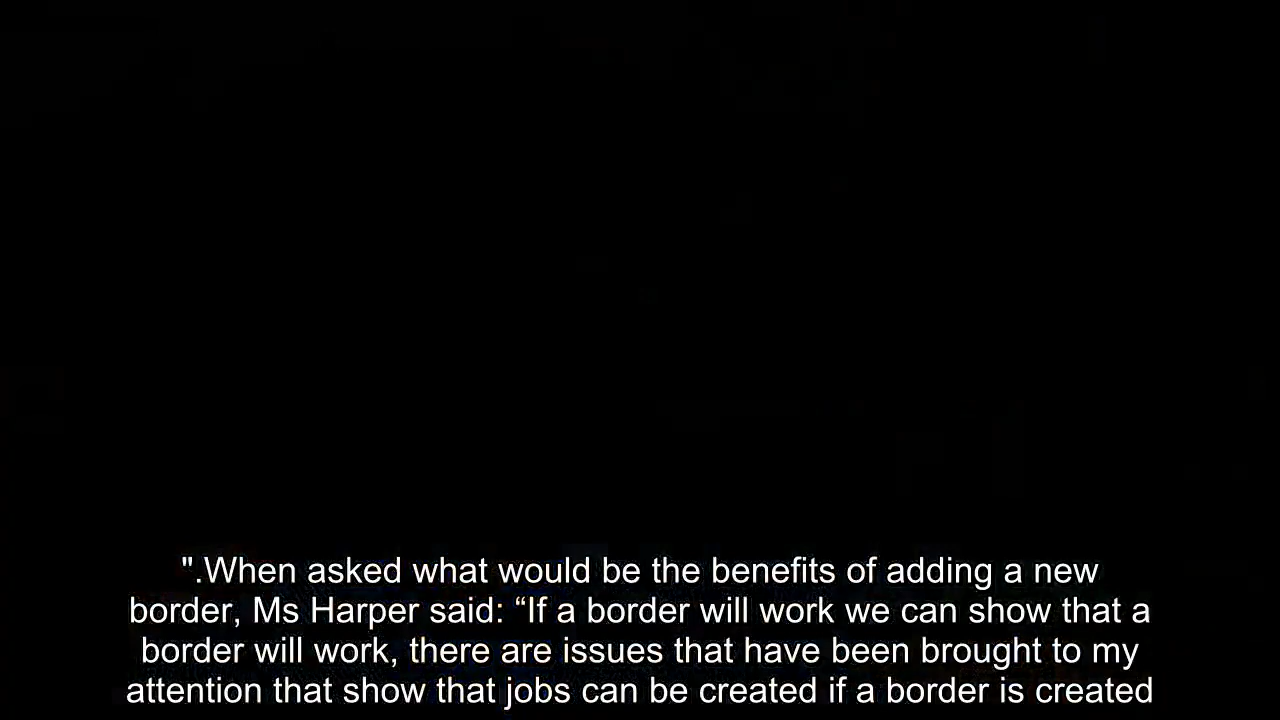 ".When asked what would be the benefits of adding a new
border, Ms Harper said: “If a border will work we can show that a
border will work, there are issues that have been brought to my
attention that show that jobs can be created if a border is created